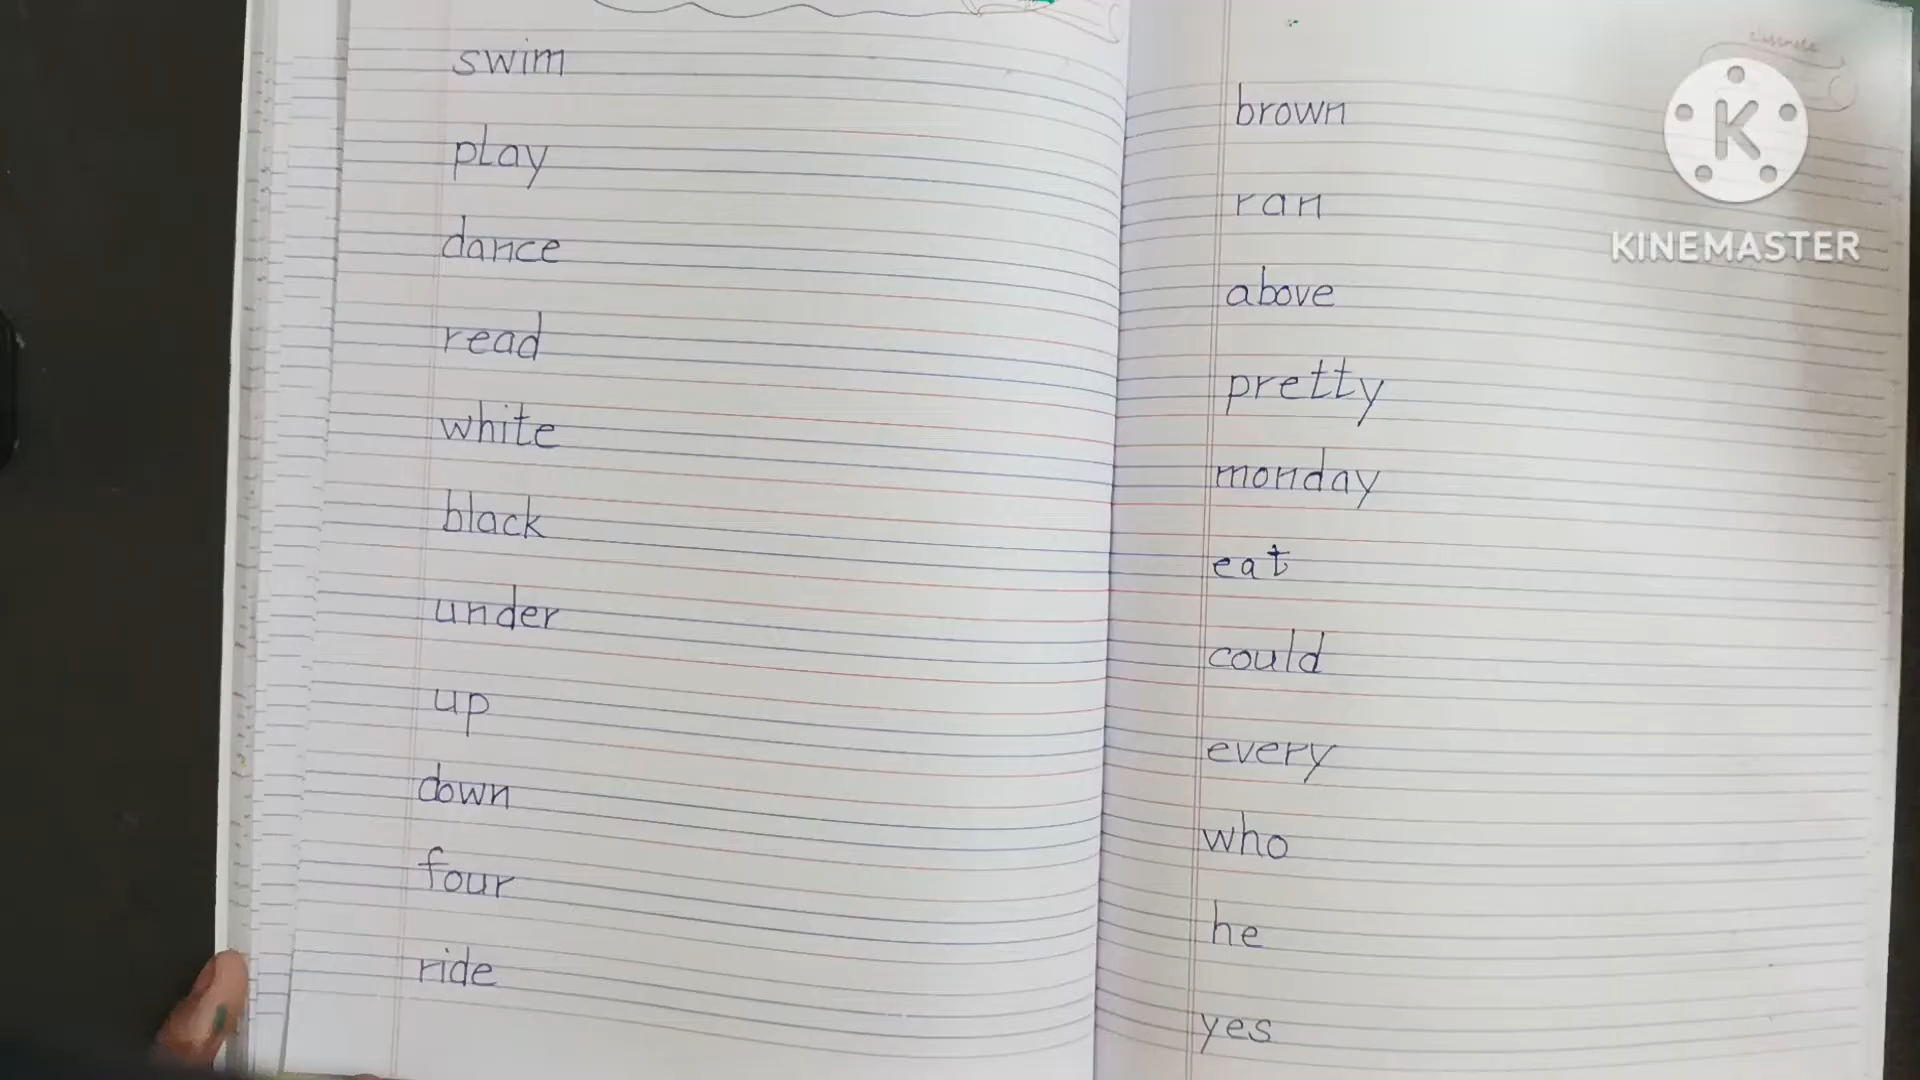 swim
play
dance
read
white
black
under
up
down
four
ride
classmate
brown
ran
above
pretty
monday
eat
could
every
who
he
yes
KINEMASTER